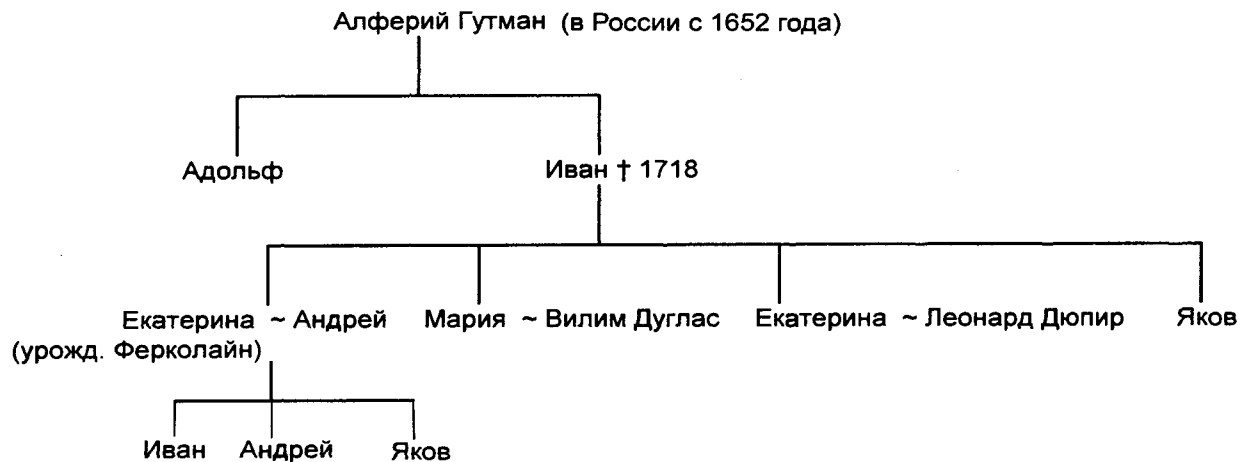 Алферий Гутман (в России с 1652 года)
Адольф Иван † 1718
Екатерина ~ Андрей Мария ~ Вилим Дуглас Екатерина ~ Леонард Дюпир Яков
(урожд. Ферколайн)
Иван Андрей Яков